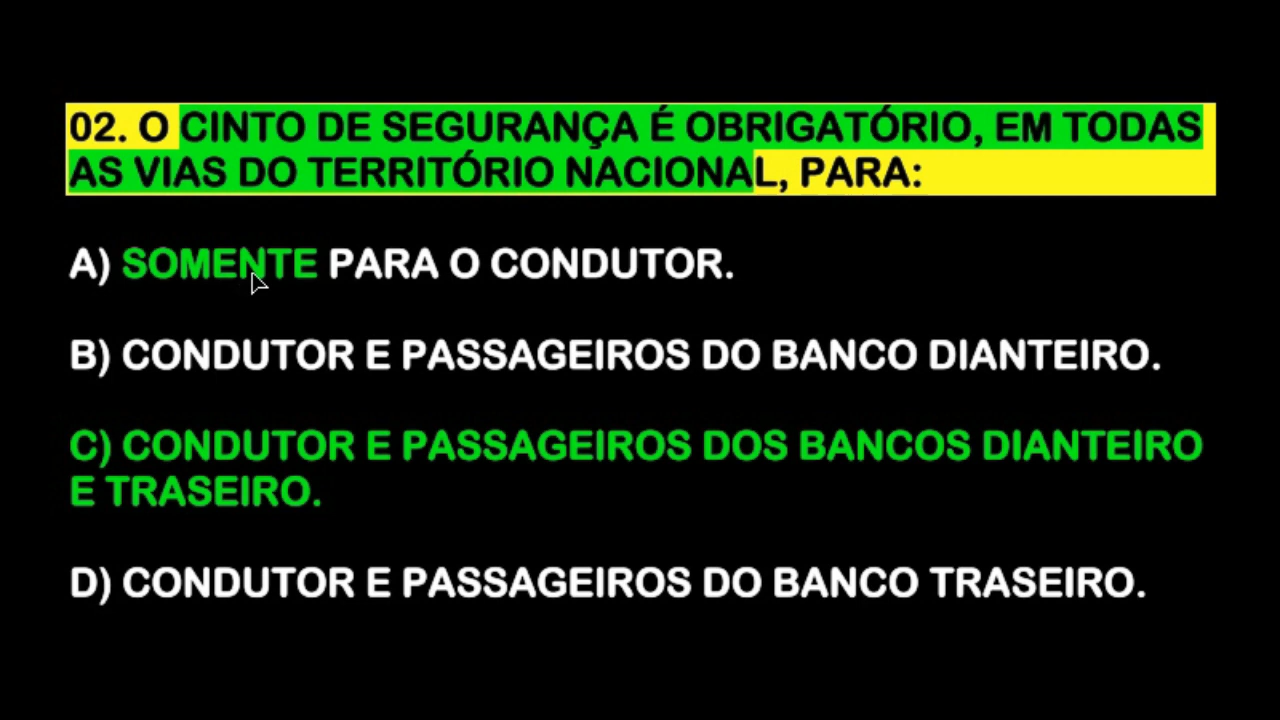 02. O CINTO DE SEGURANÇA É OBRIGATÓRIO, EM TODAS
AS VIAS DO TERRITÓRIO NACIONAL, PARA:
A) SOMENTE PARA O CONDUTOR.
B) CONDUTOR E PASSAGEIROS DO BANCO DIANTEIRO.
C) CONDUTOR E PASSAGEIROS DOS BANCOS DIANTEIRO
E TRASEIRO.
D) CONDUTOR E PASSAGEIROS DO BANCO TRASEIRO.